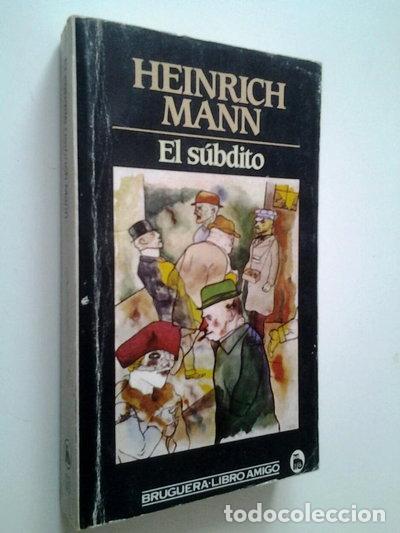 HEINRICH
MANN
El súbdito
BRUGUERA·LIBRO AMIGO
todocoleccion